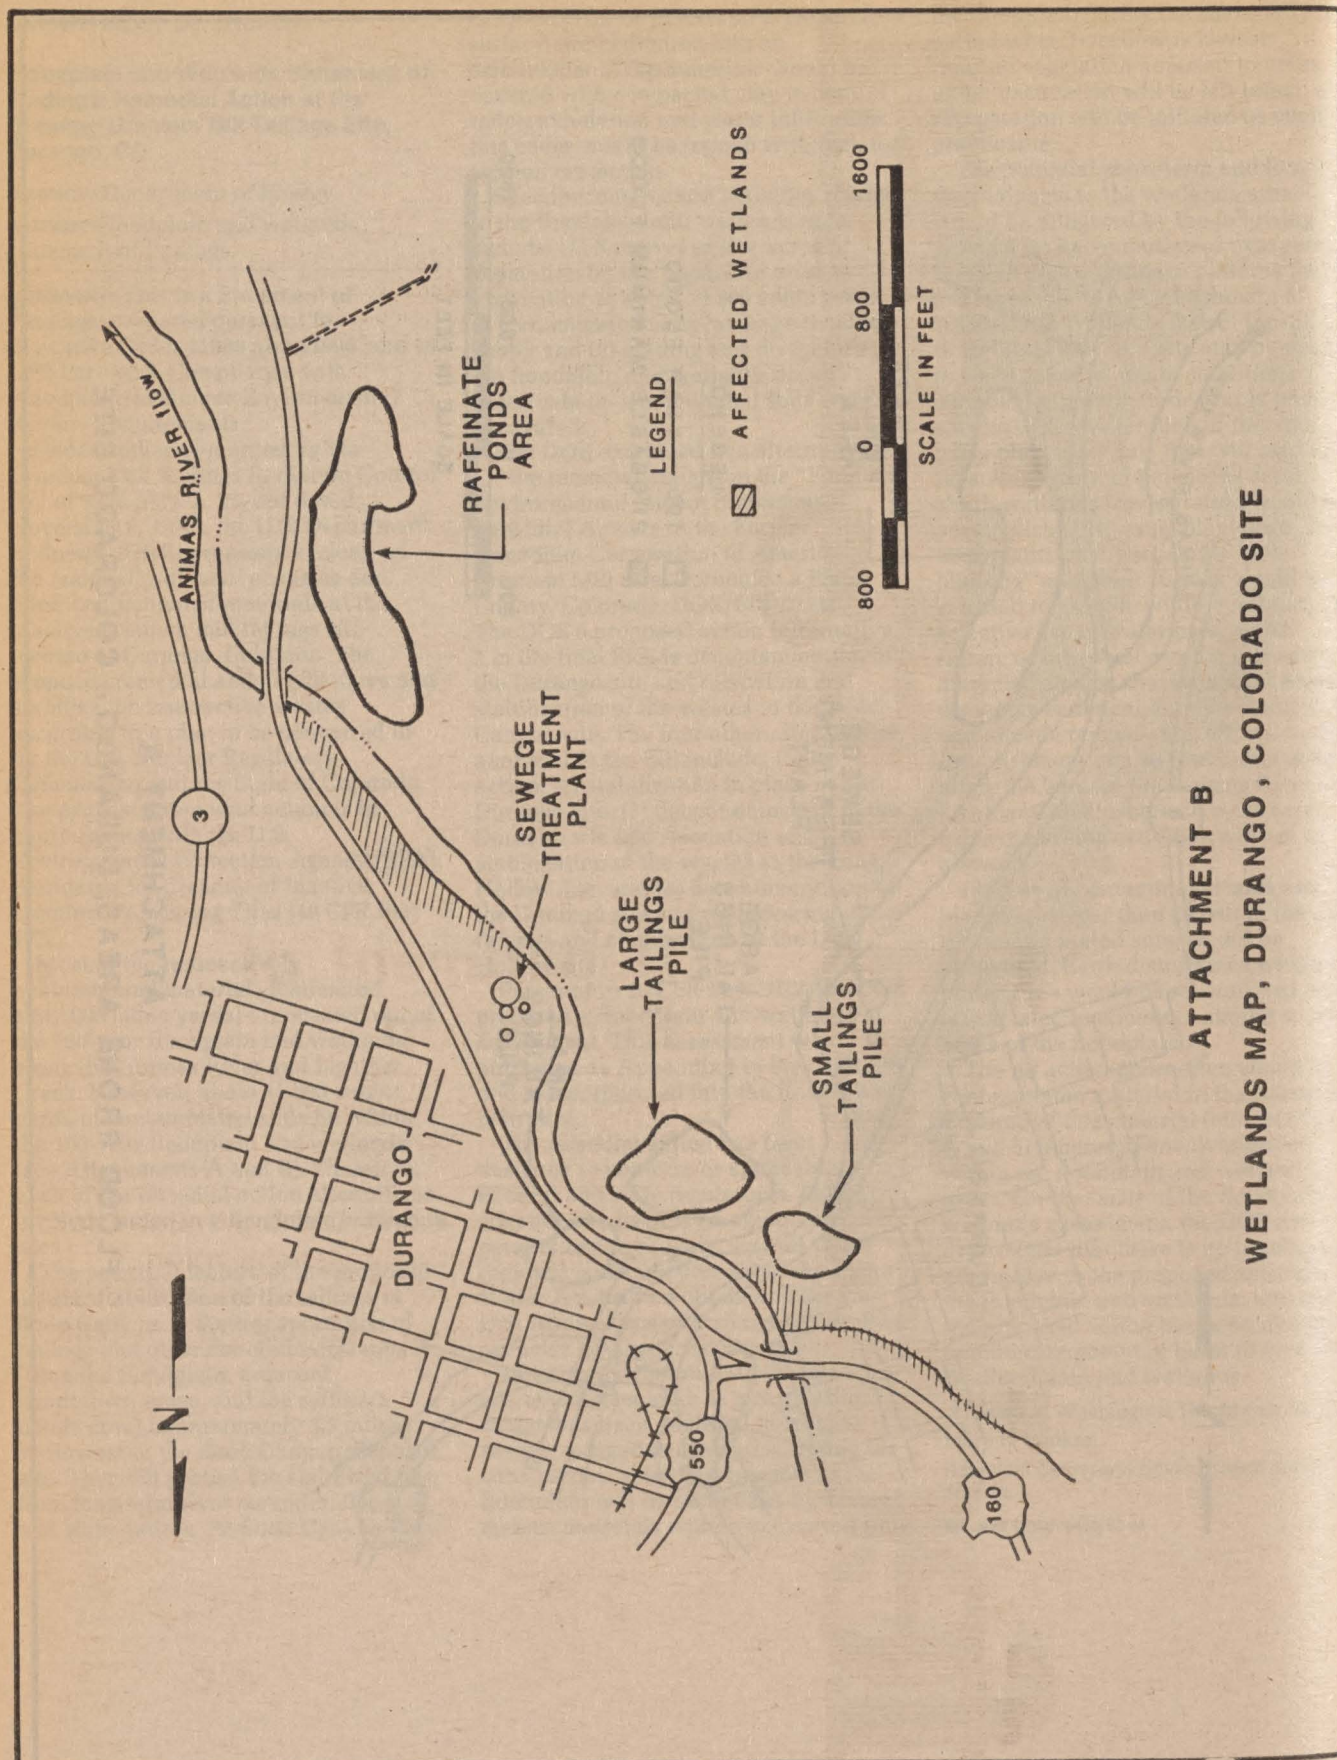 N
3
ANIMAS RIVER flow
DURANGO
550
160
RAFFINATE
PONDS
AREA
SEWEGE
TREATMENT
PLANT
LARGE
TAILINGS
PILE
SMALL
TAILINGS
PILE
LEGEND
AFFECTED WETLANDS
800 0 800 1600
SCALE IN FEET
ATTACHMENT B
WETLANDS MAP, DURANGO, COLORADO SITE